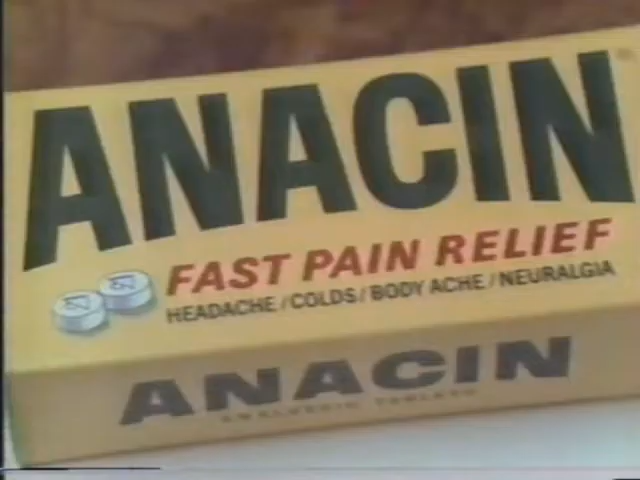 ANACIN
FAST PAIN RELIEF
HEADACHE / COLDS / BODY ACHE / NEURALGIA
ANACIN